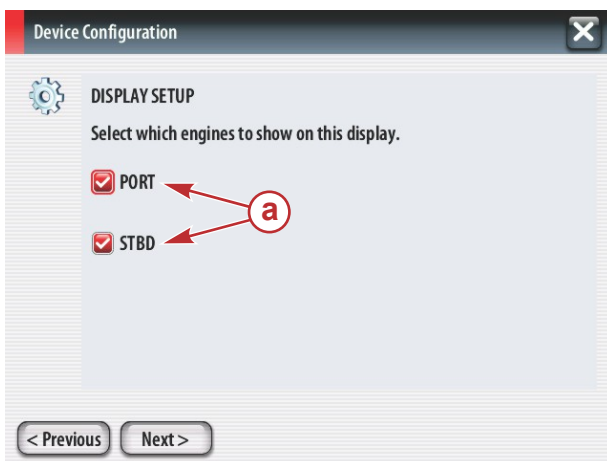 Device Configuration
DISPLAY SETUP
Select which engines to show on this display.
PORT
a
STBD
< Previous
Next >